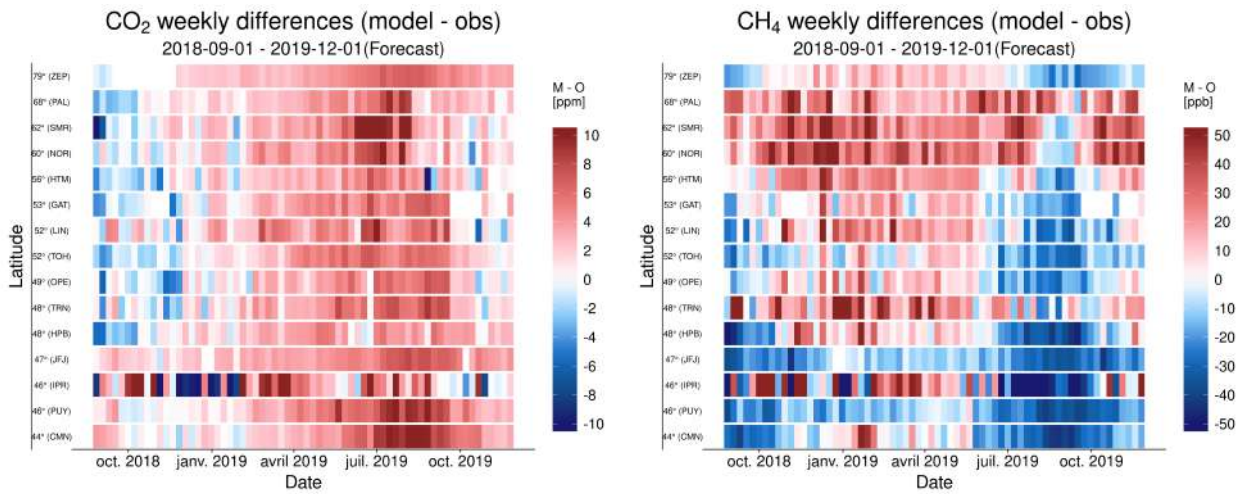 CO₂ weekly differences (model - obs)
2018-09-01 - 2019-12-01(Forecast)
M - O
[ppm]
10
8
6
4
2
0
-2
-4
-6
-8
-10
Latitude
79° (ZEP)
68° (PAL)
62° (SMR)
60° (NOR)
56° (HTM)
53° (GAT)
52° (LIN)
52° (TOH)
49° (OPE)
48° (TRN)
48° (HPB)
47° (JFJ)
46° (IPR)
46° (PUY)
44° (CMN)
oct. 2018 janv. 2019 avril 2019 juil. 2019 oct. 2019
Date
CH₄ weekly differences (model - obs)
2018-09-01 - 2019-12-01(Forecast)
M - O
[ppb]
50
40
30
20
10
0
-10
-20
-30
-40
-50
Latitude
79° (ZEP)
68° (PAL)
62° (SMR)
60° (NOR)
56° (HTM)
53° (GAT)
52° (LIN)
52° (TOH)
49° (OPE)
48° (TRN)
48° (HPB)
47° (JFJ)
46° (IPR)
46° (PUY)
44° (CMN)
oct. 2018 janv. 2019 avril 2019 juil. 2019 oct. 2019
Date